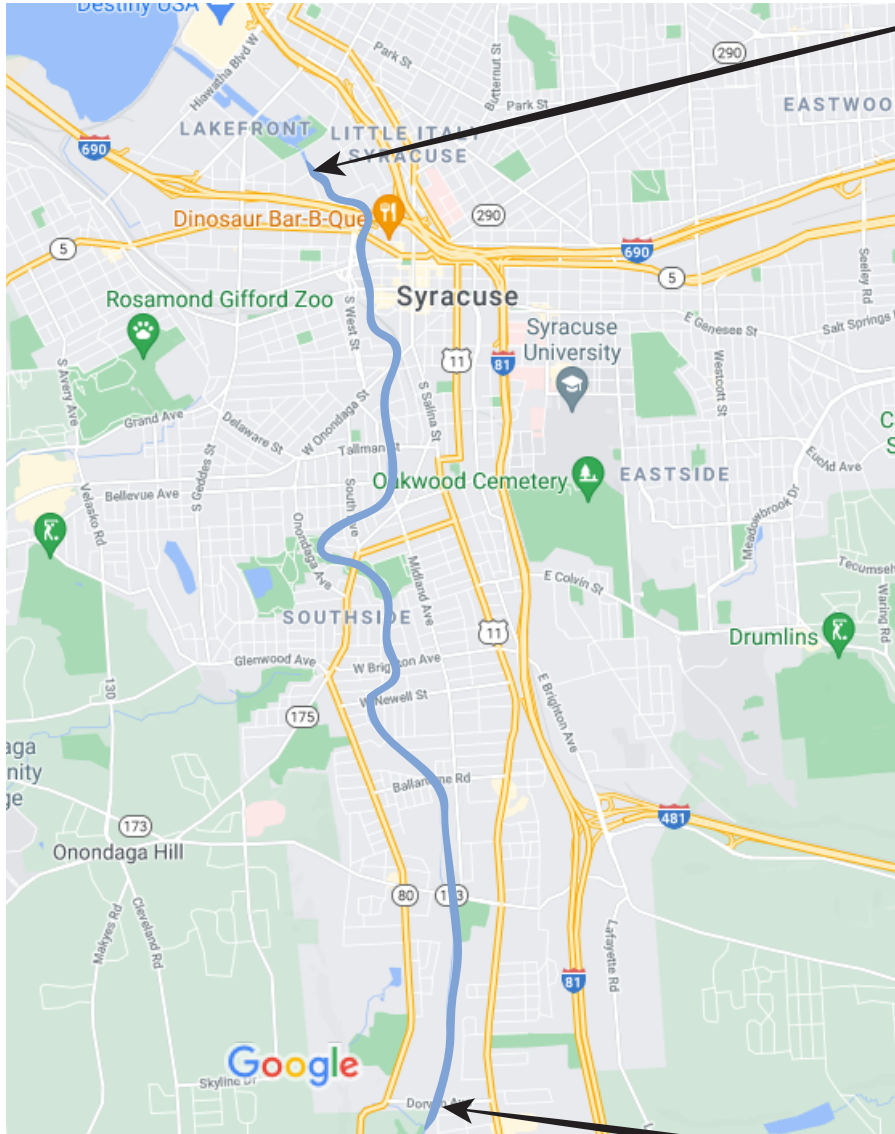 Destiny USA
Hiawatha Blvd W
Park St
Butternut St
290
Park St
EASTWOO
LAKEFRONT
LITTLE ITALY
SYRACUSE
690
Dinosaur Bar-B-Que
290
5
690
5
Seeley Rd
Rosamond Gifford Zoo
S West St
Syracuse
E Genesee St
Salt Springs
Syracuse
University
11
81
Westcott St
S Avery Ave
Grand Ave
Delaware St
W Onondaga St
S Salina St
Tallman St
Euclid Ave
Oakwood Cemetery
EASTSIDE
Bellevue Ave
S Geddes St
Velasko Rd
South Ave
Onondaga Ave
Meadowbrook Dr
Midland Ave
Tecumseh
E Colvin St
Waring Rd
SOUTHSIDE
11
Drumlins
Glenwood Ave
W Brighton Ave
130
175
W Newell St
E Brighton Ave
aga
nity
ge
Ballantyne Rd
173
481
Onondaga Hill
80
173
Makyes Rd
Cleveland Rd
Lafayette Rd
81
Google
Skyline Dr
Dorwin Ave